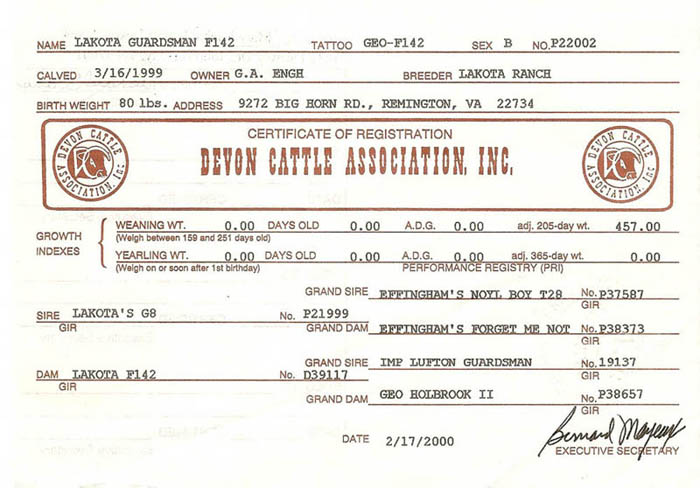 NAME LAKOTA GUARDSMAN F142 TATTOO GEO-F142 SEX B NO.P22002
CALVED 3/16/1999 OWNER G.A. ENGH BREEDER LAKOTA RANCH
BIRTH WEIGHT 80 lbs. ADDRESS 9272 BIG HORN RD., REMINGTON, VA 22734
CERTIFICATE OF REGISTRATION
DEVON CATTLE ASSOCIATION, INC.
DEVON CATTLE ASSOCIATION, Inc
DEVON CATTLE ASSOCIATION, Inc
GROWTH INDEXES
WEANING WT. 0.00 DAYS OLD 0.00 A.D.G. 0.00 adj. 205-day wt. 457.00
(Weigh between 159 and 251 days old)
YEARLING WT. 0.00 DAYS OLD 0.00 A.D.G. 0.00 adj. 365-day wt. 0.00
(Weigh on or soon after 1st birthday) PERFORMANCE REGISTRY (PRI)
GRAND SIRE EFFINGHAM'S NOYL BOY T28 No.P37587
GIR
SIRE LAKOTA'S G8 No. P21999
GIR
GRAND DAM EFFINGHAM'S FORGET ME NOT No.P38373
GIR
GRAND SIRE IMP LUFTON GUARDSMAN No.19137
GIR
DAM LAKOTA F142 No. D39117
GIR
GRAND DAM GEO HOLBROOK II No.P38657
GIR
DATE 2/17/2000
Bernard Mayeux
EXECUTIVE SECRETARY